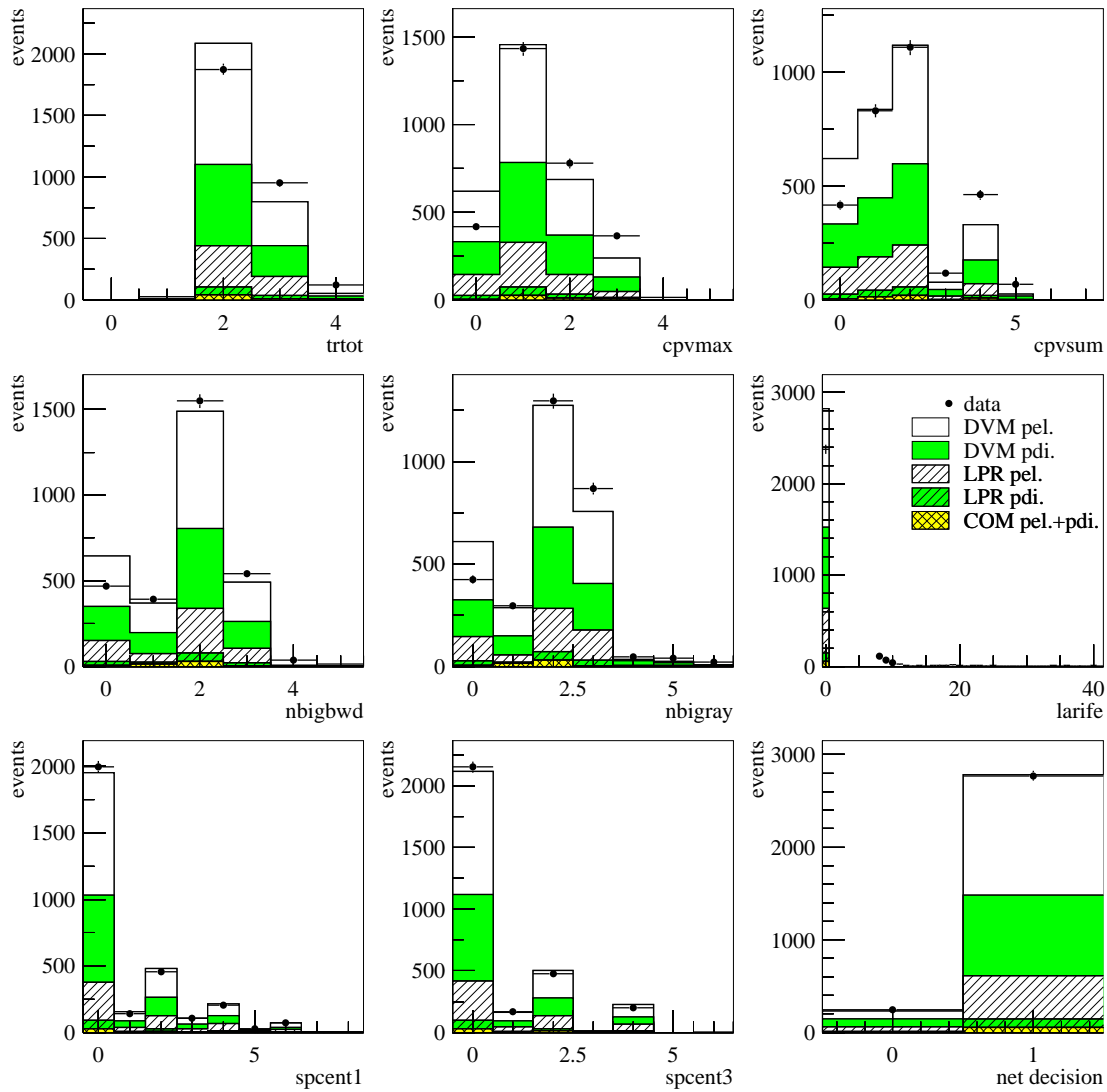 events
2000
1500
1000
500
0
0 2 4
trtot
events
1500
1000
500
0
0 2 4
cpvmax
events
1000
500
0
0 5
cpvsum
events
1500
1000
500
0
0 2 4
nbigbwd
events
1000
500
0
0 2.5 5
nbigray
events
3000
2000
1000
0
0 20 40
larife
data
DVM pel.
DVM pdi.
LPR pel.
LPR pdi.
COM pel.+pdi.
events
2000
1500
1000
500
0
0 5
spcent1
events
2000
1500
1000
500
0
0 2.5 5
spcent3
events
3000
2000
1000
0
0 1
net decision